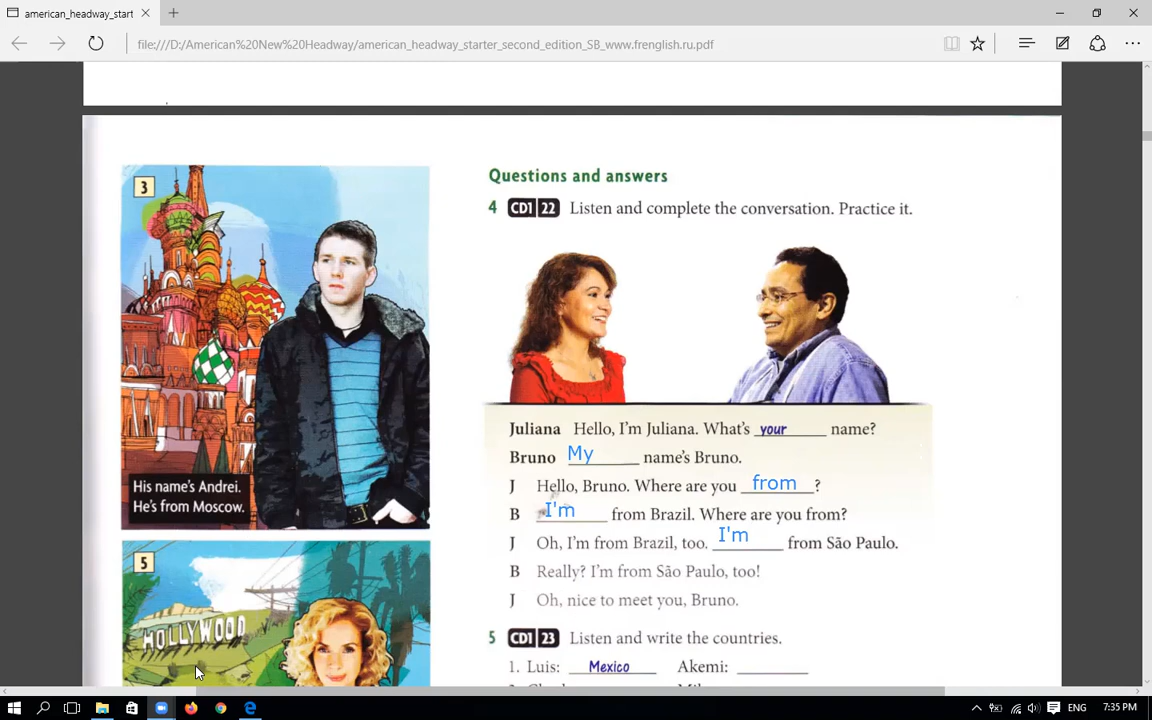 american_headway_start
file:///D:/American%20New%20Headway/american_headway_starter_second_edition_SB_www.frenglish.ru.pdf
3
His name's Andrei.
He's from Moscow.
5
HOLLYWOOD
Questions and answers
4 CD1 22 Listen and complete the conversation. Practice it.
Juliana Hello, I'm Juliana. What's your name?
Bruno My name's Bruno.
J Hello, Bruno. Where are you from ?
B I'm from Brazil. Where are you from?
J Oh, I'm from Brazil, too. I'm from São Paulo.
B Really? I'm from São Paulo, too!
J Oh, nice to meet you, Bruno.
5 CD1 23 Listen and write the countries.
1. Luis: Mexico Akemi:
ENG
7:35 PM